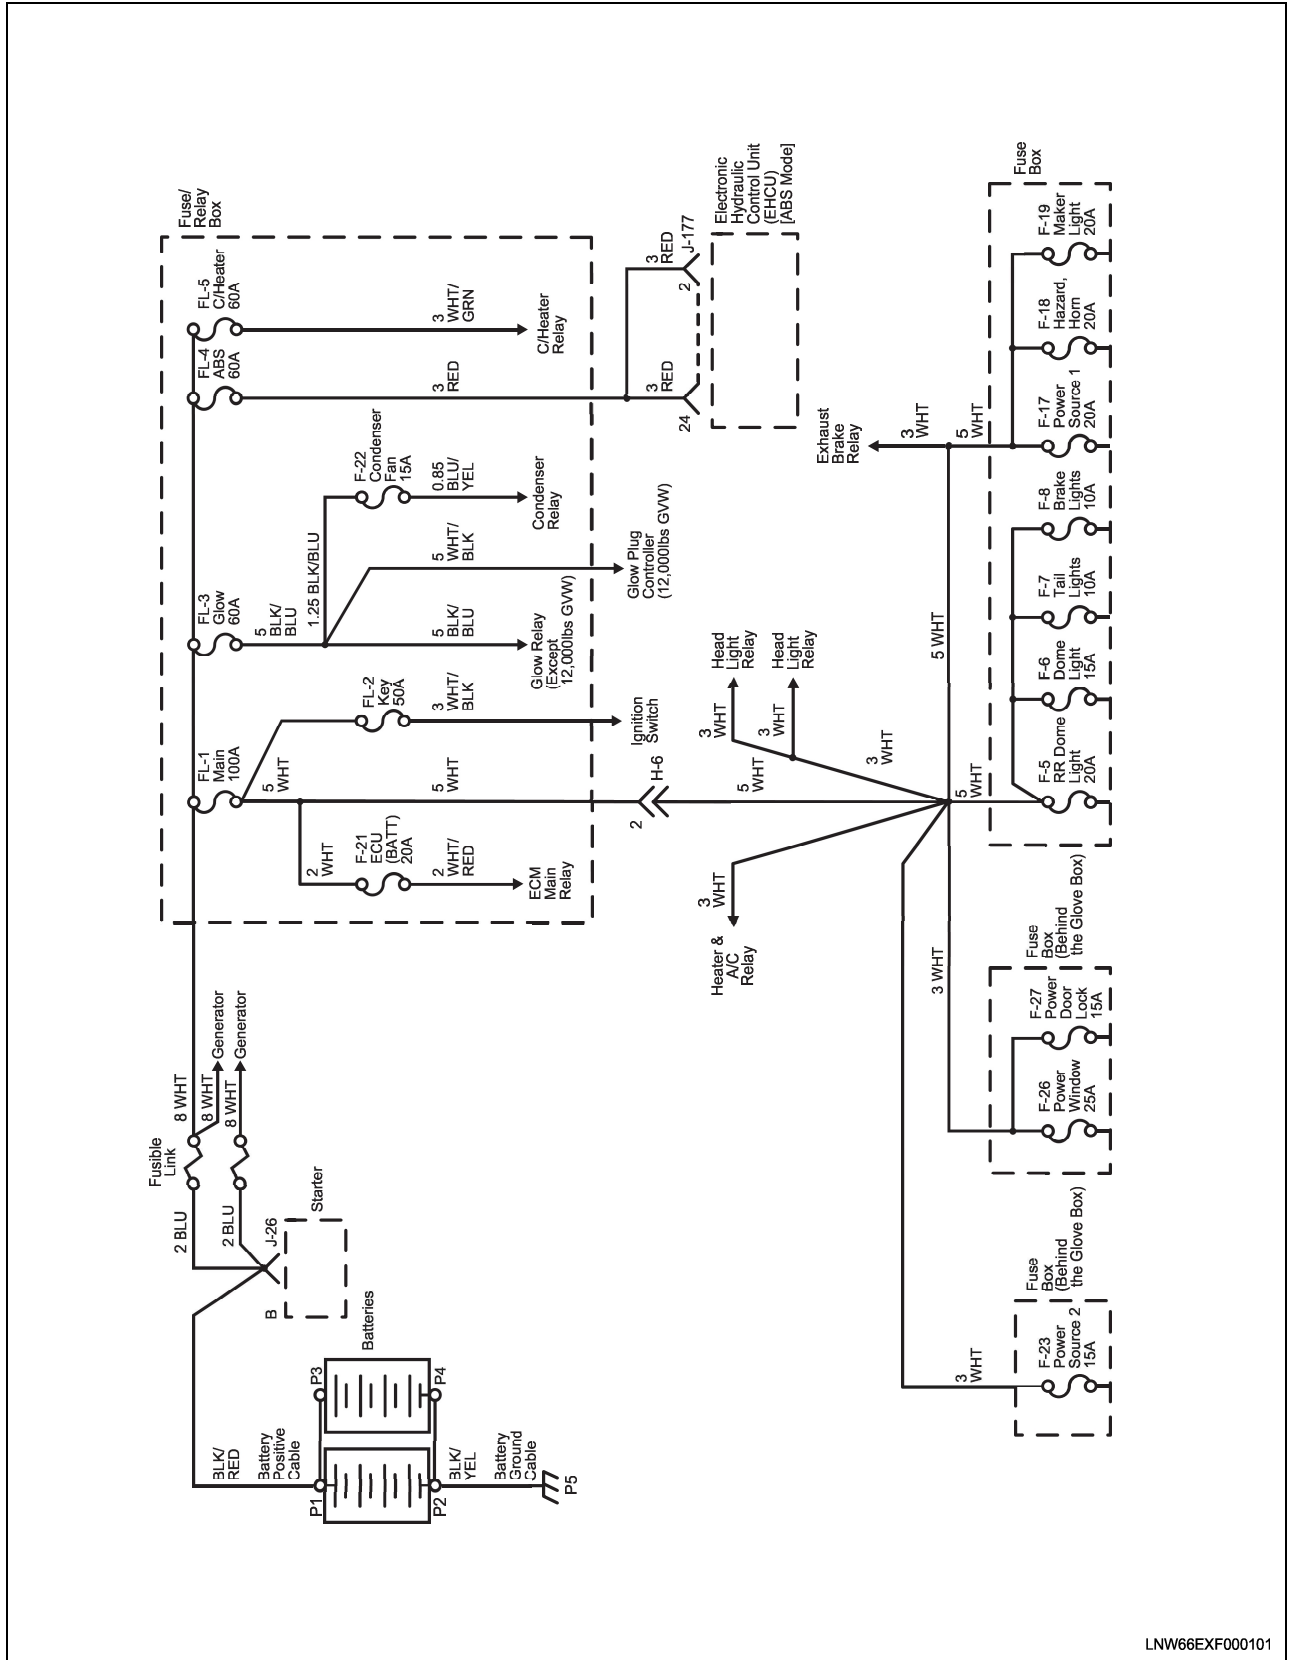 Fuse/
Relay
Box
FL-5
C/Heater
60A
FL-4
ABS
60A
3
WHT/
GRN
C/Heater
Relay
3
RED
3
RED
3
RED
J-177
2
24
Electronic
Hydraulic
Control Unit
(EHCU)
[ABS Mode]
F-22
Condenser
Fan
15A
0.85
BLU/
YEL
Condenser
Relay
1.25 BLK/BLU
5
WHT/
BLK
Glow Plug
Controller
(12,000lbs GVW)
FL-3
Glow
60A
5
BLK/
BLU
5
BLK/
BLU
Glow Relay
(Except
12,000lbs GVW)
FL-2
Key
50A
3
WHT/
BLK
Ignition
Switch
FL-1
Main
100A
5
WHT
5
WHT
H-6
2
5
WHT
2
WHT
F-21
ECU
(BATT)
20A
2
WHT/
RED
ECM
Main
Relay
Head
Light
Relay
Head
Light
Relay
3
WHT
3
WHT
3
WHT
3
WHT
Heater &
A/C
Relay
Exhaust
Brake
Relay
3
WHT
5
WHT
5 WHT
5
WHT
3 WHT
Fuse
Box
F-19
Maker
Light
20A
F-18
Hazard,
Horn
20A
F-17
Power
Source 1
20A
F-8
Brake
Lights
10A
F-7
Tail
Lights
10A
F-6
Dome
Light
15A
F-5
RR Dome
Light
20A
Fuse
Box
(Behind
the Glove Box)
F-27
Power
Door
Lock
15A
F-26
Power
Window
25A
Fuse
Box
(Behind
the Glove Box)
F-23
Power
Source 2
15A
3
WHT
Generator
Generator
8 WHT
8 WHT
8 WHT
Fusible
Link
2 BLU
2 BLU
J-26
B
Starter
Batteries
P3
P4
P1
P2
BLK/
RED
Battery
Positive
Cable
BLK/
YEL
Battery
Ground
Cable
P5
LNW66EXF000101